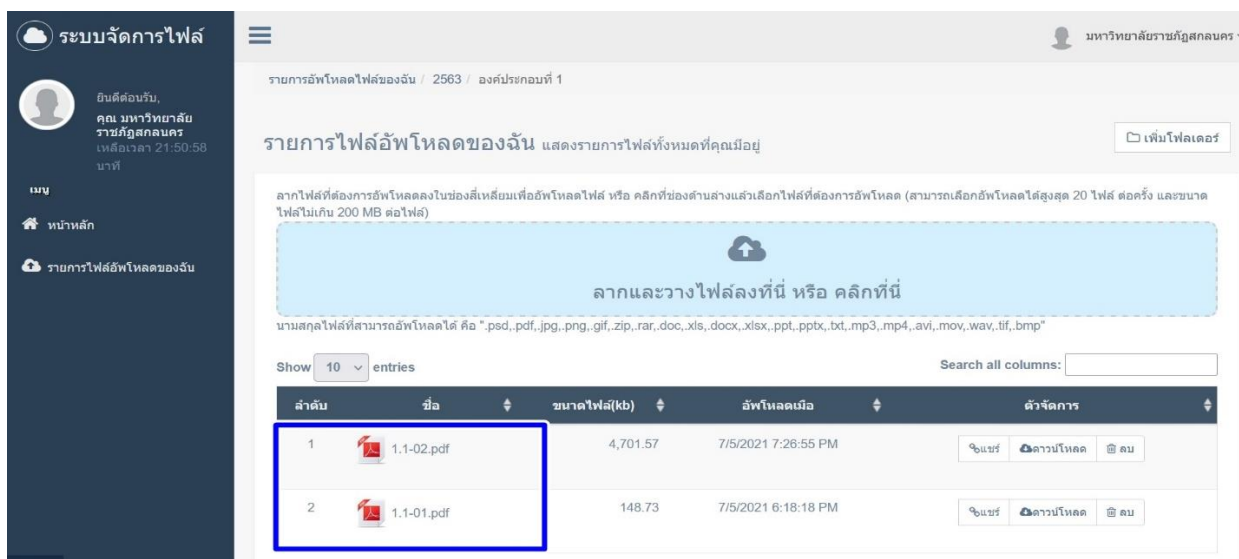 ระบบจัดการไฟล์
มหาวิทยาลัยราชภัฏสกลนคร
รายการอัพโหลดไฟล์ของฉัน / 2563 / องค์ประกอบที่ 1
ยินดีต่อนรับ,
คุณ มหาวิทยาลัย
ราชภัฏสกลนคร
เหลือเวลา 21:50:58
นาที
รายการไฟล์อัพโหลดของฉัน แสดงรายการไฟล์ทั้งหมดที่คุณมีอยู่
เพิ่มโฟลเดอร์
เมนู
หน้าหลัก
รายการไฟล์อัพโหลดของฉัน
ลากไฟล์ที่ต้องการอัพโหลดลงในช่องสี่เหลี่ยมเพื่ออัพโหลดไฟล์ หรือ คลิกที่ช่องด้านล่างแล้วเลือกไฟล์ที่ต้องการอัพโหลด (สามารถเลือกอัพโหลดได้สูงสุด 20 ไฟล์ ต่อครั้ง และขนาด
ไฟล์ไม่เกิน 200 MB ต่อไฟล์)
ลากและวางไฟล์ลงที่นี่ หรือ คลิกที่นี่
นามสกุลไฟล์ที่สามารถอัพโหลดได้ คือ ".psd,.pdf,.jpg,.png,.gif,.zip,.rar,.doc,.xls,.docx,.xlsx,.ppt,.pptx,.txt,.mp3,.mp4,.avi,.mov,.wav,.tif,.bmp"
Show 10 entries
Search all columns:
ลำดับ ชื่อ ขนาดไฟล์(kb) อัพโหลดเมื่อ ตัวจัดการ
1 1.1-02.pdf 4,701.57 7/5/2021 7:26:55 PM แชร์ ดาวน์โหลด ลบ
2 1.1-01.pdf 148.73 7/5/2021 6:18:18 PM แชร์ ดาวน์โหลด ลบ